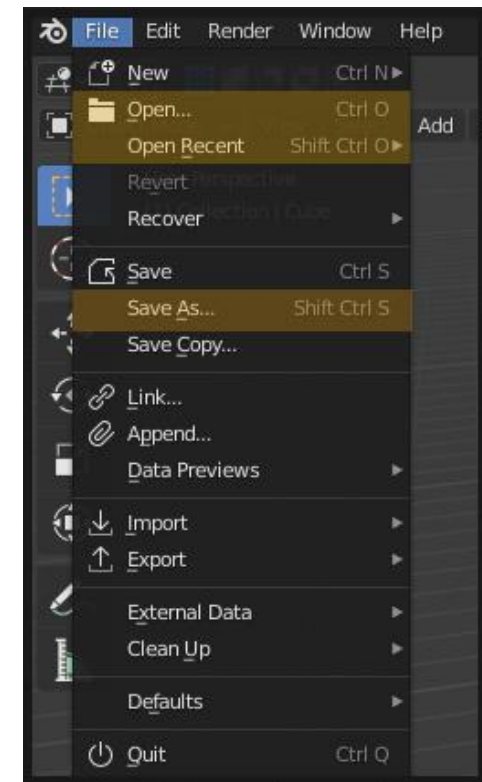 File Edit Render Window Help
New Ctrl N
Open... Ctrl O
Add
Open Recent Shift Ctrl O
Revert
Recover
Save Ctrl S
Save As... Shift Ctrl S
Save Copy...
Link...
Append...
Data Previews
Import
Export
External Data
Clean Up
Defaults
Quit Ctrl Q